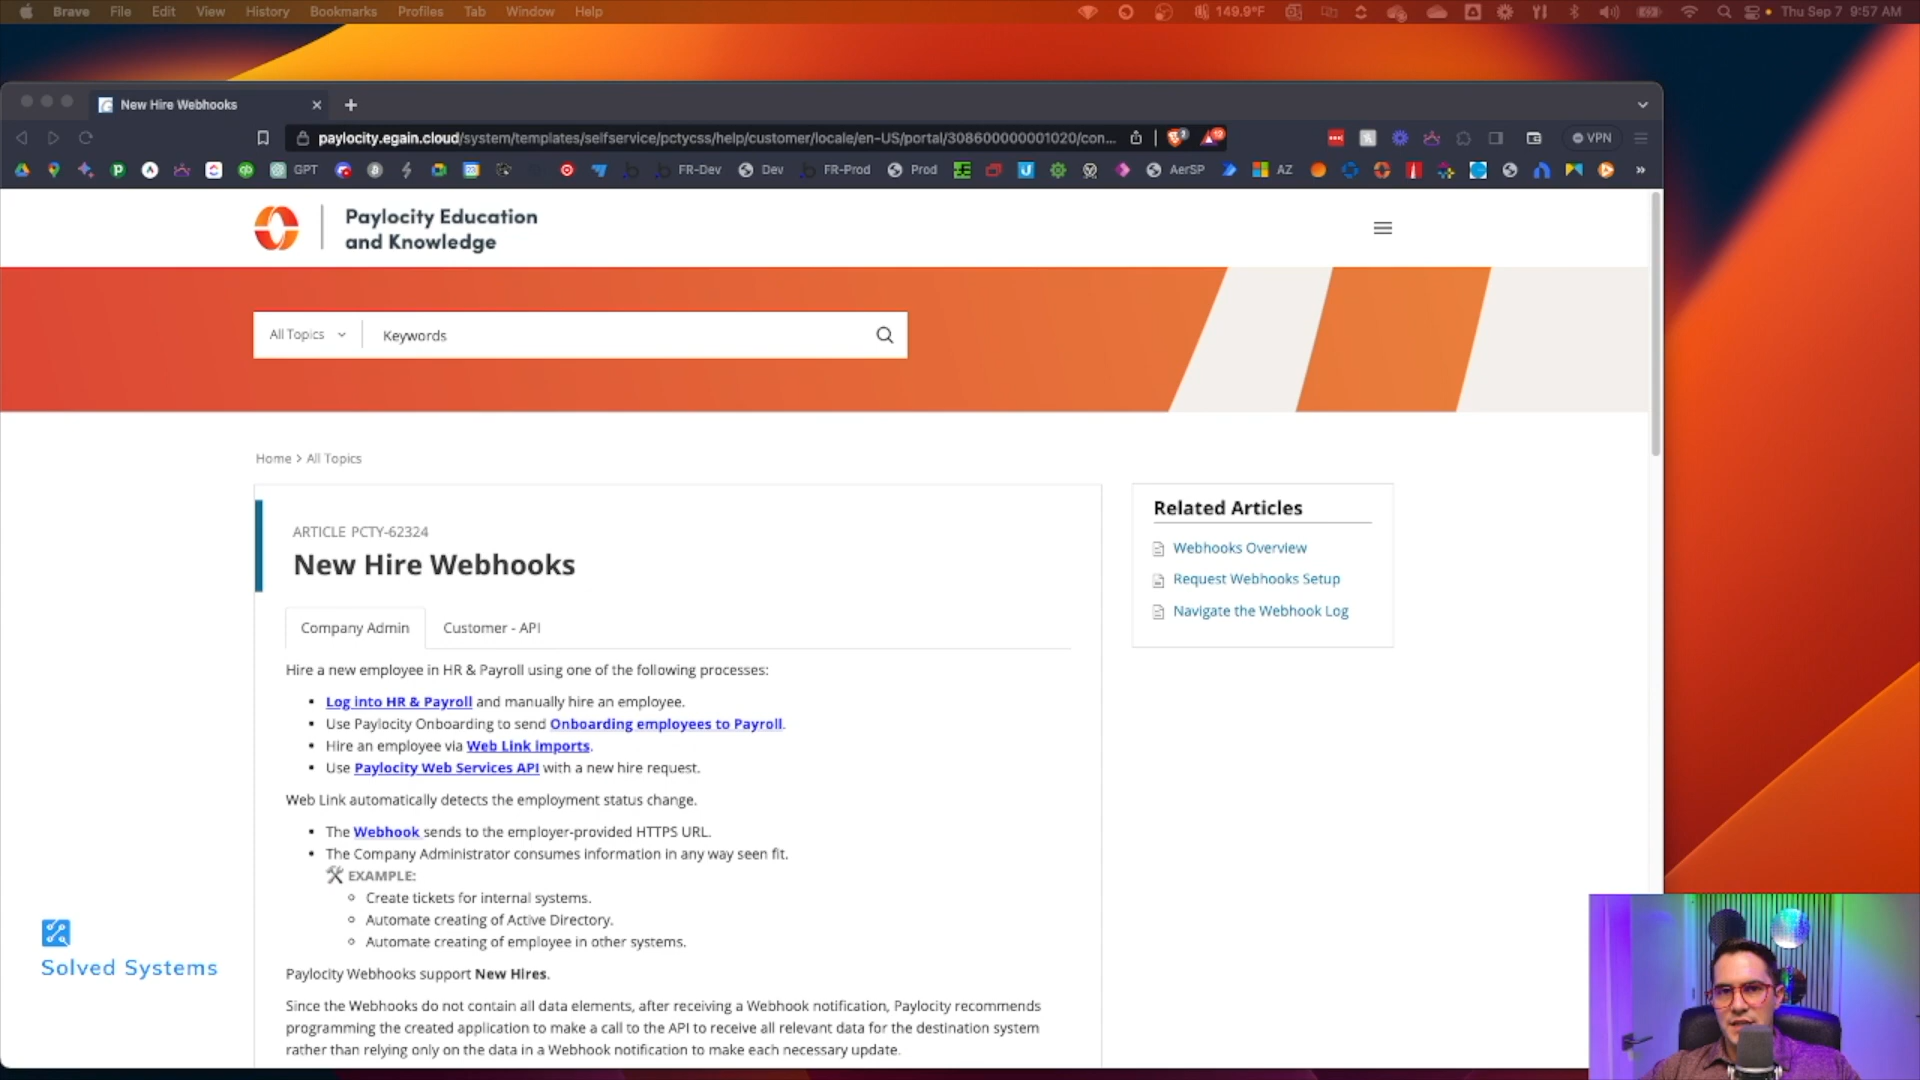 Brave File Edit View History Bookmarks Profiles Tab Window Help 149.9°F Thu Sep 7 9:57 AM
New Hire Webhooks
paylocity.egain.cloud/system/templates/selfservice/pctycss/help/customer/locale/en-US/portal/308600000001020/con... VPN
GPT FR-Dev Dev FR-Prod Prod AerSP AZ
Paylocity Education
and Knowledge
All Topics Keywords
Home > All Topics
ARTICLE PCTY-62324
New Hire Webhooks
Company Admin Customer - API
Hire a new employee in HR & Payroll using one of the following processes:
• Log into HR & Payroll and manually hire an employee.
• Use Paylocity Onboarding to send Onboarding employees to Payroll.
• Hire an employee via Web Link imports.
• Use Paylocity Web Services API with a new hire request.
Web Link automatically detects the employment status change.
• The Webhook sends to the employer-provided HTTPS URL.
• The Company Administrator consumes information in any way seen fit.
EXAMPLE:
Create tickets for internal systems.
Automate creating of Active Directory.
Automate creating of employee in other systems.
Paylocity Webhooks support New Hires.
Since the Webhooks do not contain all data elements, after receiving a Webhook notification, Paylocity recommends
programming the created application to make a call to the API to receive all relevant data for the destination system
rather than relying only on the data in a Webhook notification to make each necessary update.
Related Articles
Webhooks Overview
Request Webhooks Setup
Navigate the Webhook Log
Solved Systems